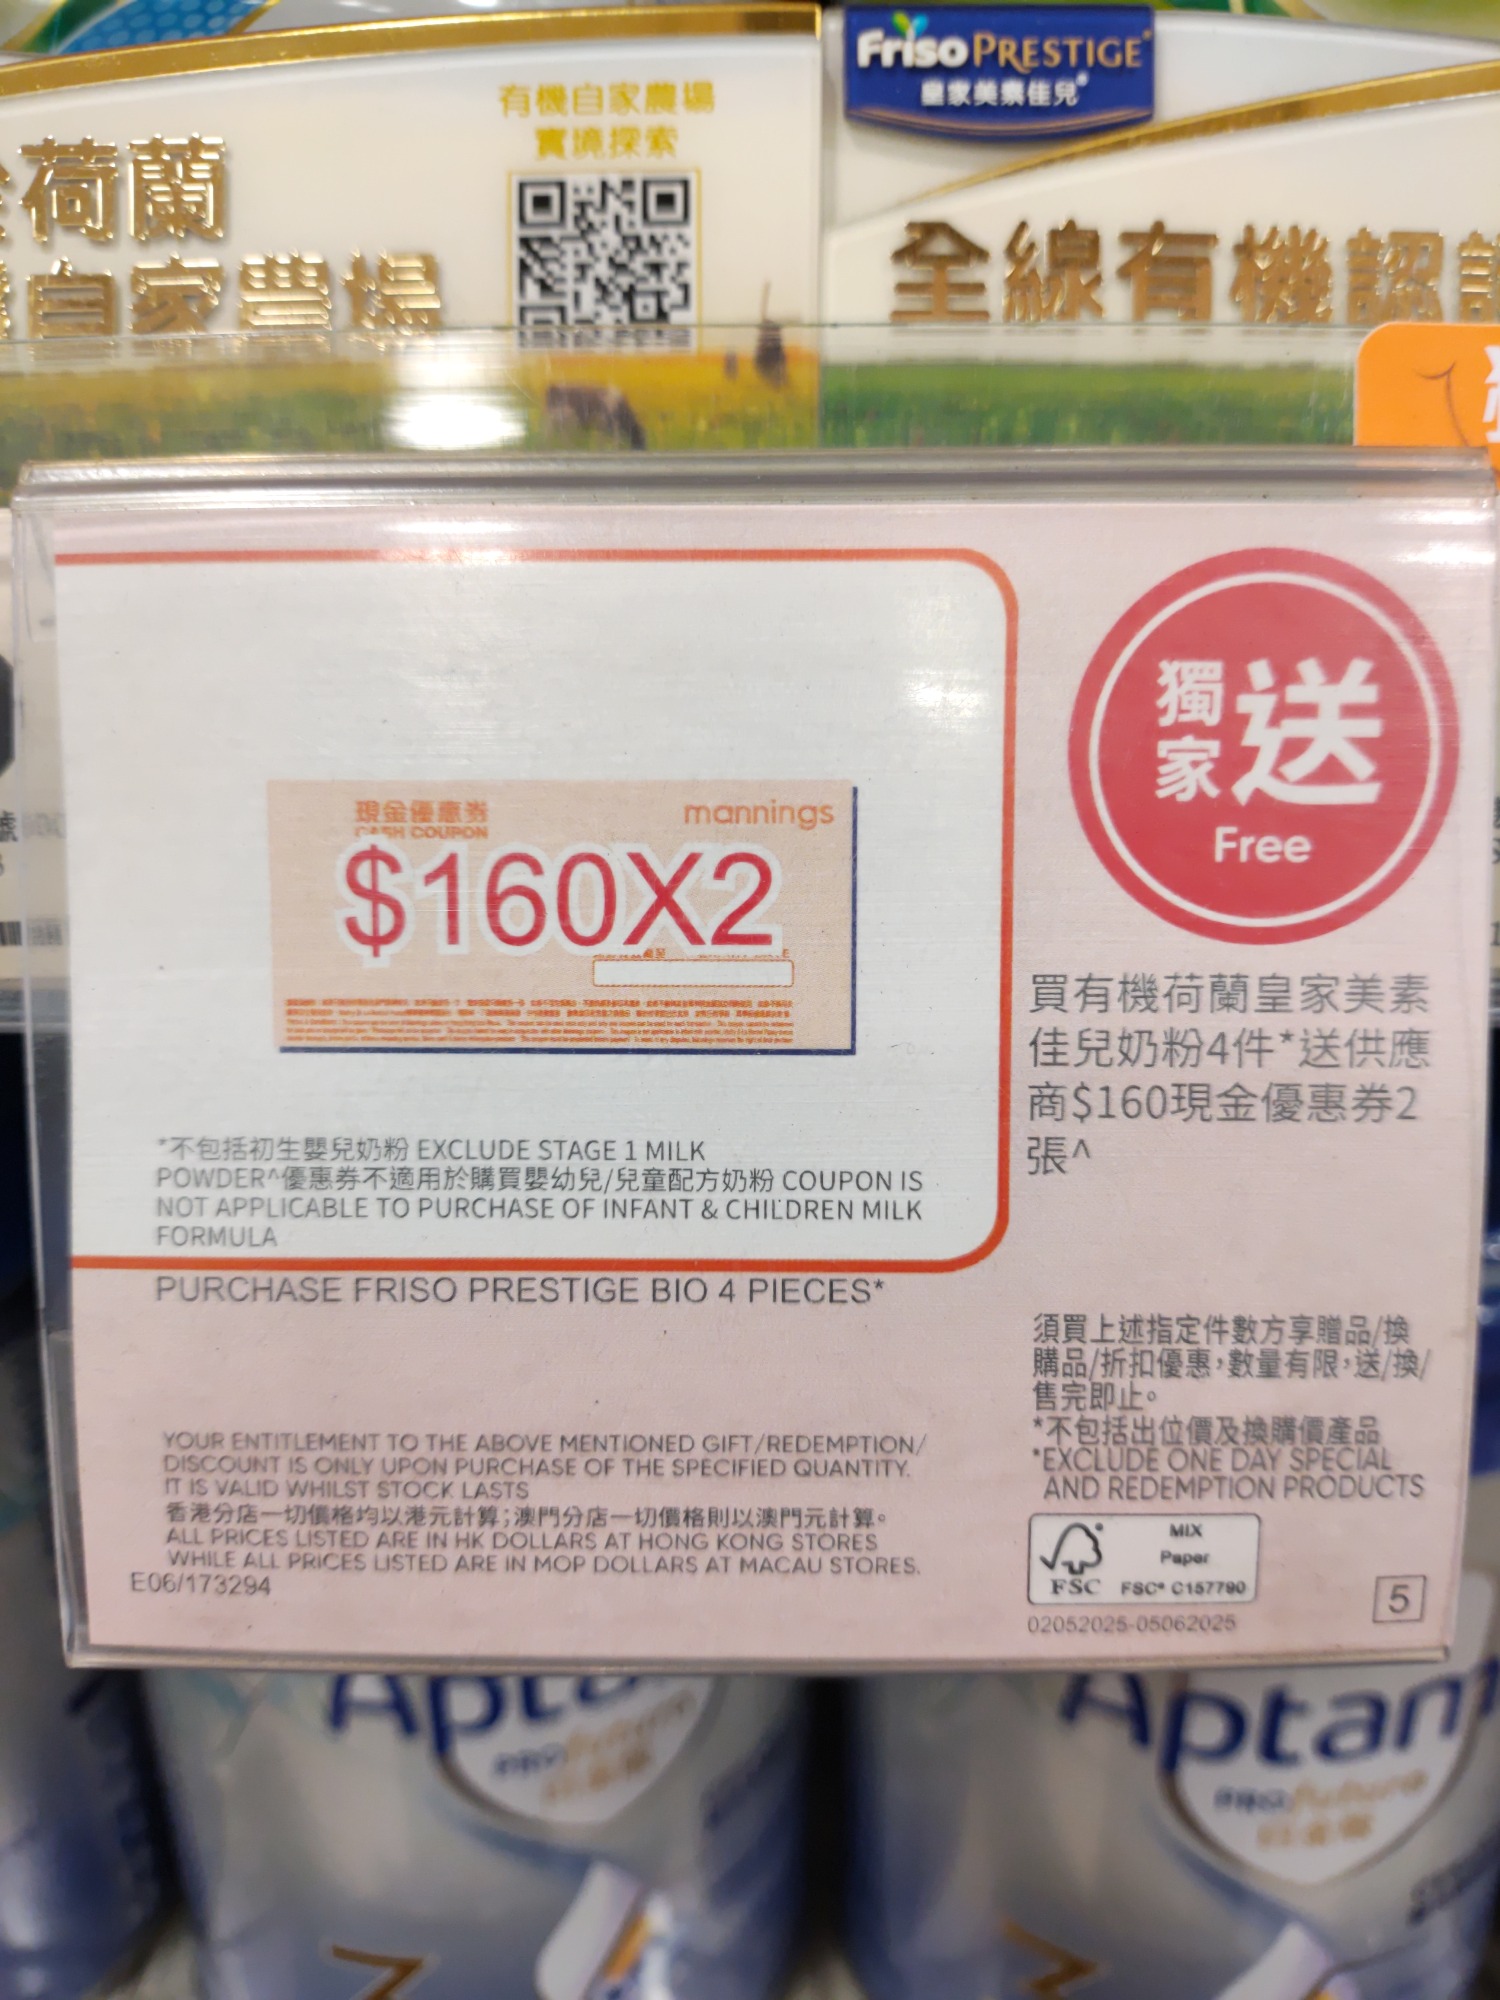 有機自家農場
實境探索
荷蘭
自家農場
Friso PRESTIGE
皇家美素佳兒
全線有機認
獨家送
Free
現金優惠券
mannings
CASH COUPON
$160X2
買有機荷蘭皇家美素
佳兒奶粉4件*送供應
商$160現金優惠券2
張^
*不包括初生嬰兒奶粉 EXCLUDE STAGE 1 MILK
POWDER^優惠券不適用於購買嬰幼兒/兒童配方奶粉 COUPON IS
NOT APPLICABLE TO PURCHASE OF INFANT & CHILDREN MILK
FORMULA
PURCHASE FRISO PRESTIGE BIO 4 PIECES*
須買上述指定件數方享贈品/換
購品/折扣優惠,數量有限,送/換/
售完即止。
*不包括出位價及換購價產品
*EXCLUDE ONE DAY SPECIAL
AND REDEMPTION PRODUCTS
YOUR ENTITLEMENT TO THE ABOVE MENTIONED GIFT/REDEMPTION/
DISCOUNT IS ONLY UPON PURCHASE OF THE SPECIFIED QUANTITY.
IT IS VALID WHILST STOCK LASTS
香港分店一切價格均以港元計算;澳門分店一切價格則以澳門元計算。
ALL PRICES LISTED ARE IN HK DOLLARS AT HONG KONG STORES
WHILE ALL PRICES LISTED ARE IN MOP DOLLARS AT MACAU STORES.
E06/173294
MIX
Paper
FSC FSC® C157790
02052025-05062025
5
Apta
Aptam
PROfutura